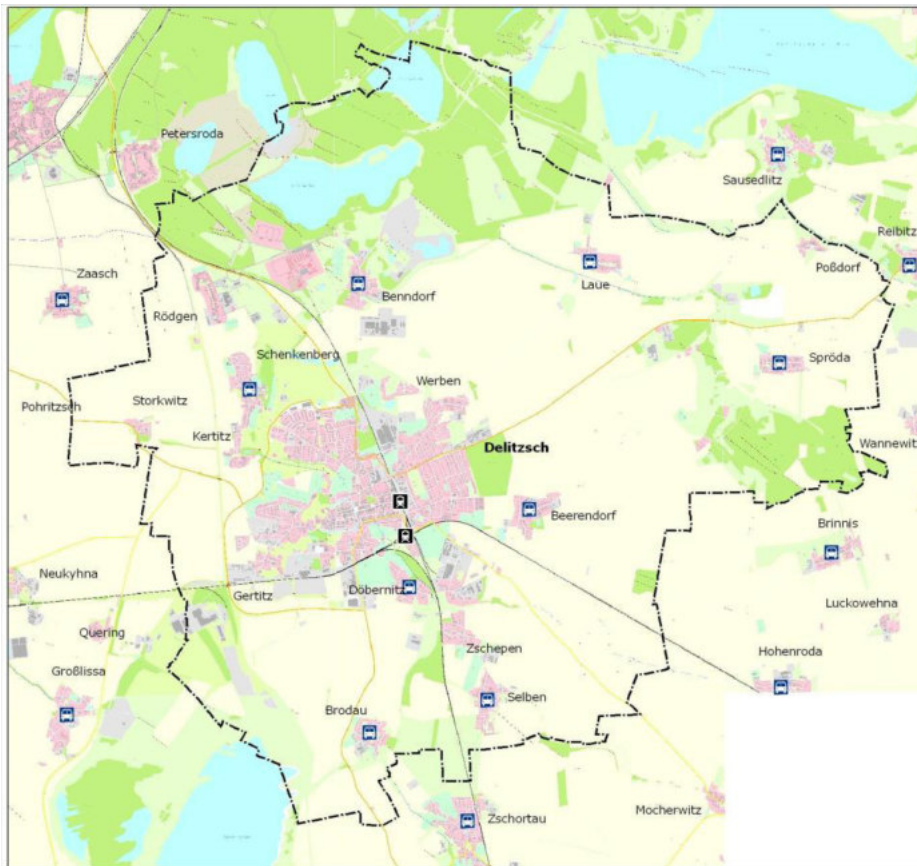 Petersroda
Sausedlitz
Reibitz
Poßdorf
Zaasch
Benndorf
Laue
Rödgen
Schenkenberg
Spröda
Werben
Pohritzsch
Storkwitz
Kertitz
Delitzsch
Wannewitz
Beerendorf
Brinnis
Neukyhna
Gertitz
Döbernitz
Luckowehna
Quering
Zschepen
Hohenroda
Großlissa
Selben
Brodau
Mocherwitz
Zschortau